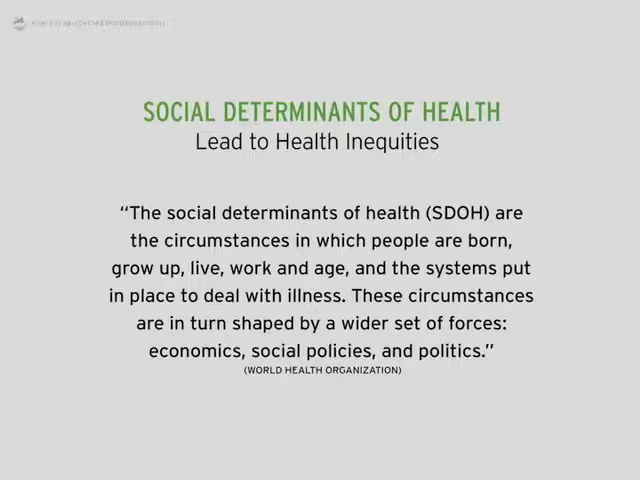 SOCIAL DETERMINANTS OF HEALTH
Lead to Health Inequities
“The social determinants of health (SDOH) are
the circumstances in which people are born,
grow up, live, work and age, and the systems put
in place to deal with illness. These circumstances
are in turn shaped by a wider set of forces:
economics, social policies, and politics.”
(WORLD HEALTH ORGANIZATION)